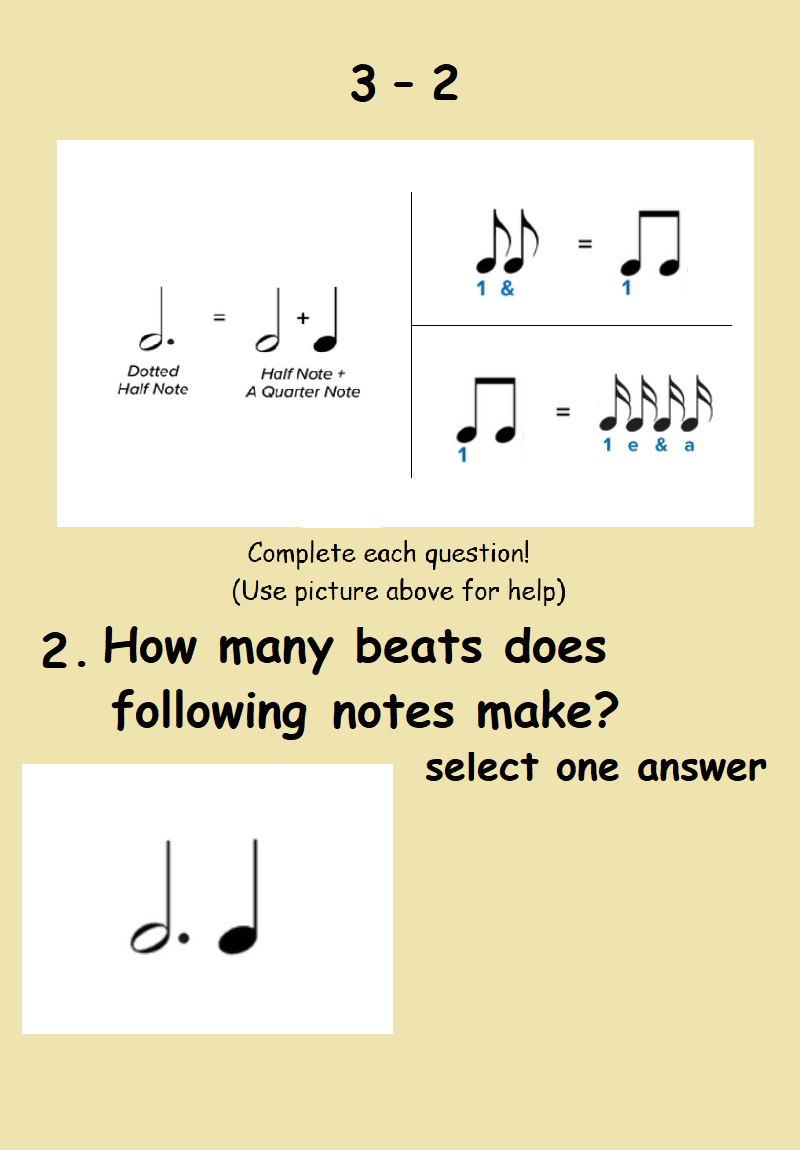 3 - 2
1 &
=
1
=
+
Dotted
Half Note
Half Note +
A Quarter Note
=
1
1 e & a
Complete each question!
(Use picture above for help)
2. How many beats does
following notes make?
select one answer